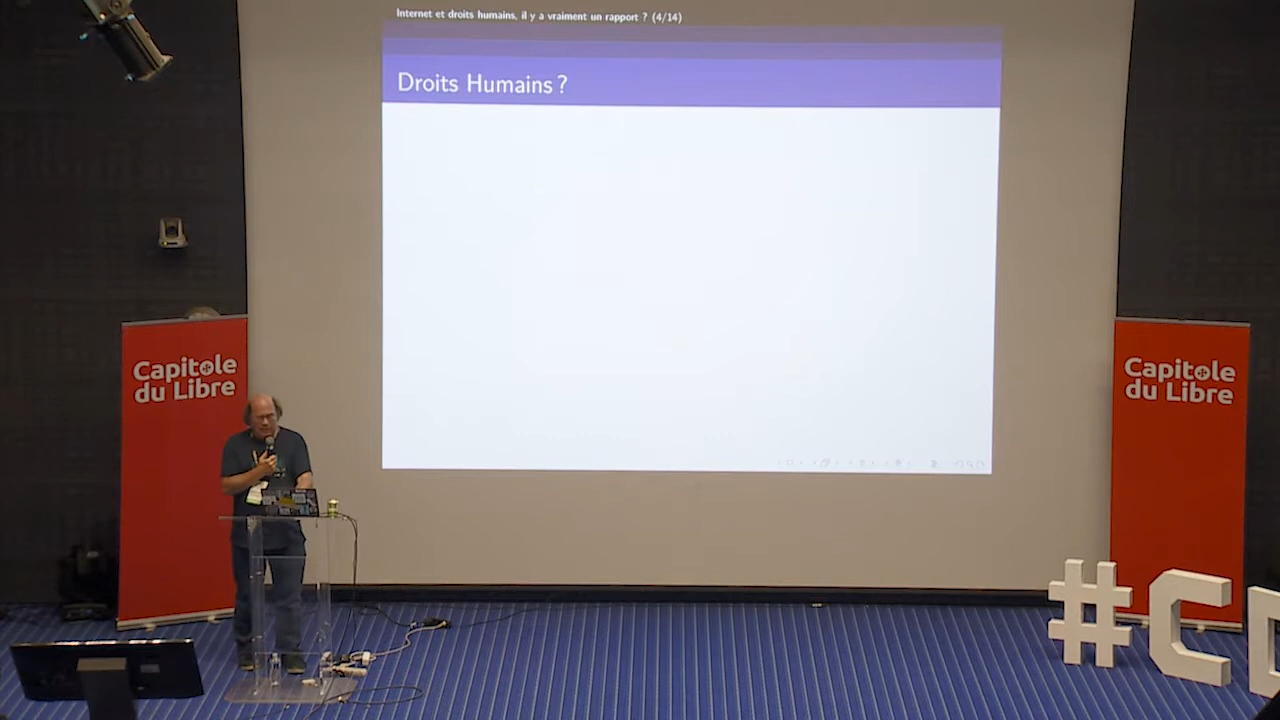 Internet et droits humains, il y a vraiment un rapport ? (4/14)
Droits Humains ?
Capitole
du Libre
Capitole
du Libre
#C